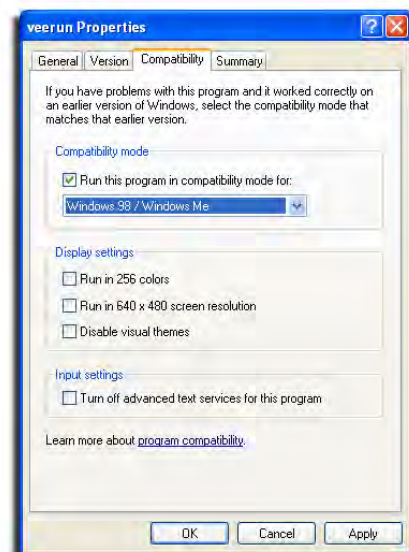 veerun Properties
General Version Compatibility Summary
If you have problems with this program and it worked correctly on
an earlier version of Windows, select the compatibility mode that
matches that earlier version.
Compatibility mode
Run this program in compatibility mode for:
Windows 98 / Windows Me
Display settings
Run in 256 colors
Run in 640 x 480 screen resolution
Disable visual themes
Input settings
Turn off advanced text services for this program
Learn more about program compatibility.
OK Cancel Apply